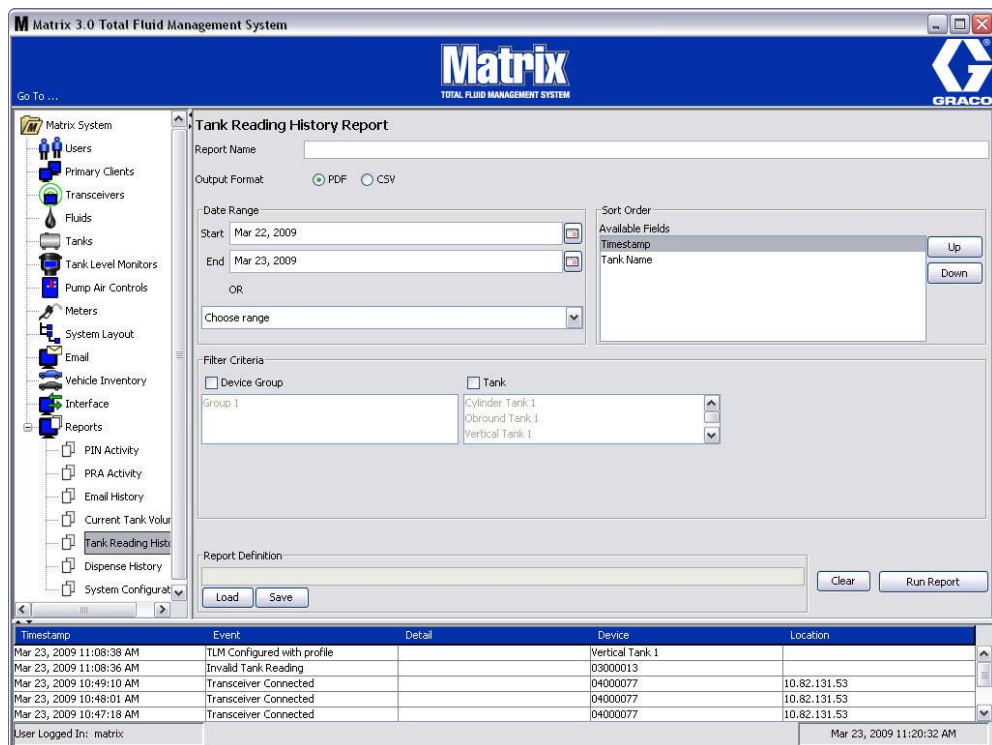 Matrix 3.0 Total Fluid Management System
Matrix
TOTAL FLUID MANAGEMENT SYSTEM
GRACO
Go To ...
Matrix System
Users
Primary Clients
Transceivers
Fluids
Tanks
Tank Level Monitors
Pump Air Controls
Meters
System Layout
Email
Vehicle Inventory
Interface
Reports
PIN Activity
PRA Activity
Email History
Current Tank Volu
Tank Reading Hist
Dispense History
System Configurat
Tank Reading History Report
Report Name
Output Format PDF CSV
Date Range
Start Mar 22, 2009
End Mar 23, 2009
OR
Choose range
Sort Order
Available Fields
Timestamp
Tank Name
Up
Down
Filter Criteria
Device Group
Group 1
Tank
Cylinder Tank 1
Obround Tank 1
Vertical Tank 1
Report Definition
Load Save
Clear Run Report
Timestamp Event Detail Device Location
Mar 23, 2009 11:08:38 AM TLM Configured with profile Vertical Tank 1
Mar 23, 2009 11:08:36 AM Invalid Tank Reading 03000013
Mar 23, 2009 10:49:10 AM Transceiver Connected 04000077 10.82.131.53
Mar 23, 2009 10:48:01 AM Transceiver Connected 04000077 10.82.131.53
Mar 23, 2009 10:47:18 AM Transceiver Connected 04000077 10.82.131.53
User Logged In: matrix Mar 23, 2009 11:20:32 AM